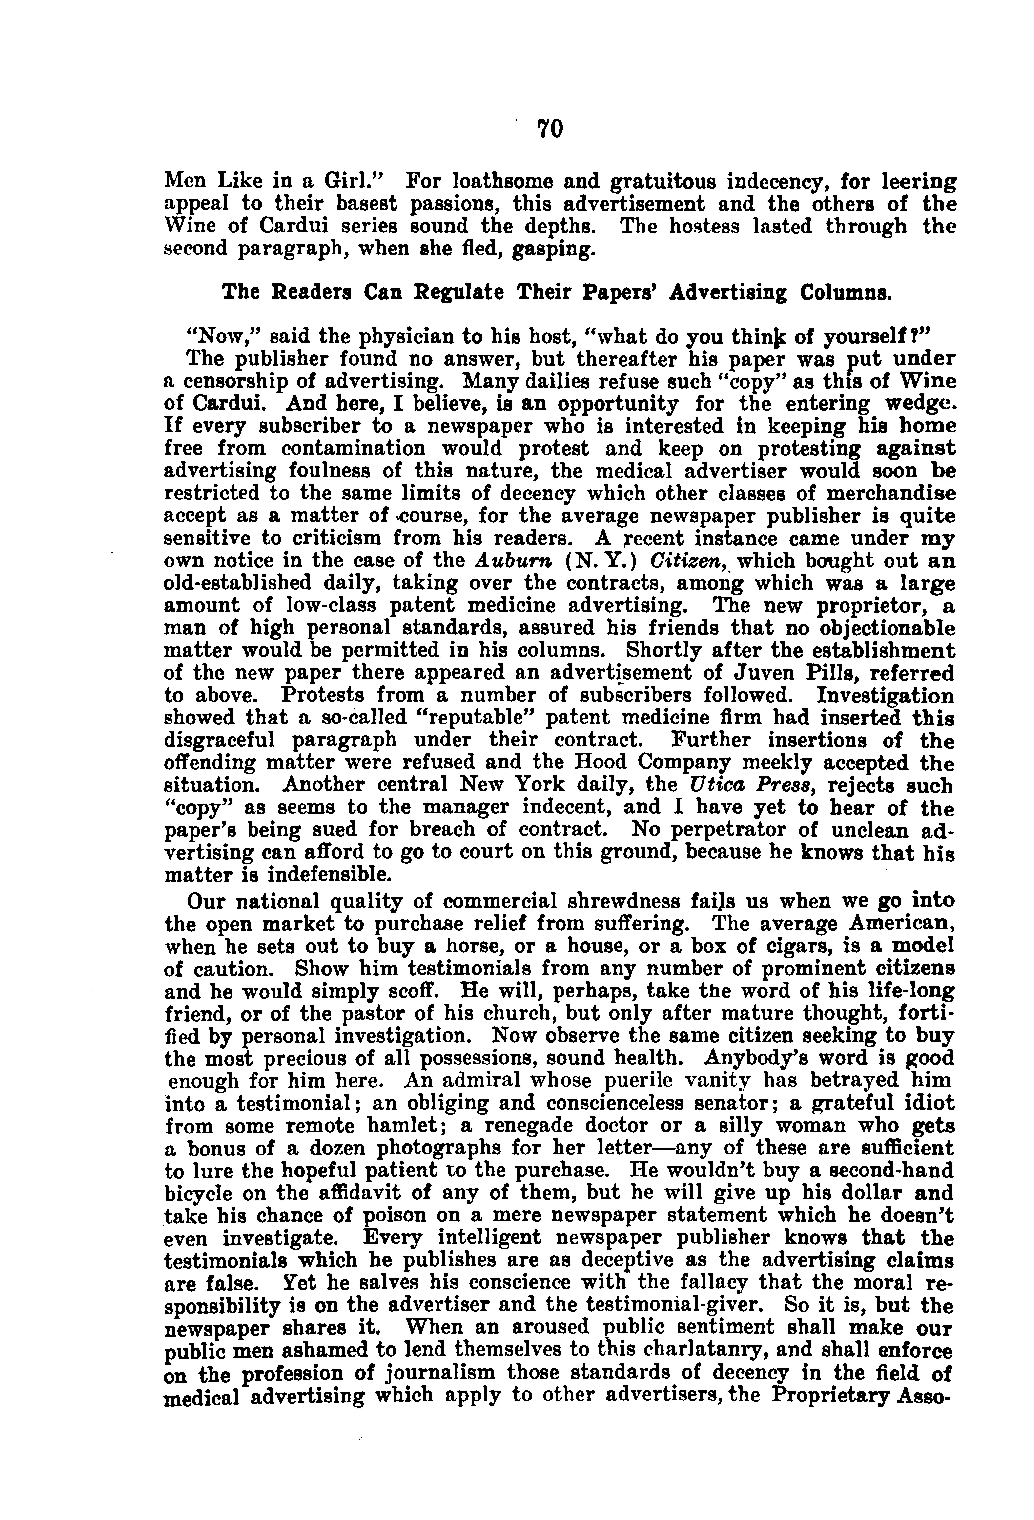 70
Men Like in a Girl." For loathsome and gratuitous indecency, for leering
appeal to their basest passions, this advertisement and the others of the
Wine of Cardui series sound the depths. The hostess lasted through the
second paragraph, when she fled, gasping.
The Readers Can Regulate Their Papers' Advertising Columns.
"Now," said the physician to his host, "what do you think of yourself?"
The publisher found no answer, but thereafter his paper was put under
a censorship of advertising. Many dailies refuse such "copy" as this of Wine
of Cardui. And here, I believe, is an opportunity for the entering wedge.
If every subscriber to a newspaper who is interested in keeping his home
free from contamination would protest and keep on protesting against
advertising foulness of this nature, the medical advertiser would soon be
restricted to the same limits of decency which other classes of merchandise
accept as a matter of course, for the average newspaper publisher is quite
sensitive to criticism from his readers. A recent instance came under my
own notice in the case of the Auburn (N. Y.) Citizen, which bought out an
old-established daily, taking over the contracts, among which was a large
amount of low-class patent medicine advertising. The new proprietor, a
man of high personal standards, assured his friends that no objectionable
matter would be permitted in his columns. Shortly after the establishment
of the new paper there appeared an advertisement of Juven Pills, referred
to above. Protests from a number of subscribers followed. Investigation
showed that a so-called "reputable" patent medicine firm had inserted this
disgraceful paragraph under their contract. Further insertions of the
offending matter were refused and the Hood Company meekly accepted the
situation. Another central New York daily, the Utica Press, rejects such
"copy" as seems to the manager indecent, and I have yet to hear of the
paper's being sued for breach of contract. No perpetrator of unclean ad-
vertising can afford to go to court on this ground, because he knows that his
matter is indefensible.
Our national quality of commercial shrewdness fails us when we go into
the open market to purchase relief from suffering. The average American,
when he sets out to buy a horse, or a house, or a box of cigars, is a model
of caution. Show him testimonials from any number of prominent citizens
and he would simply scoff. He will, perhaps, take the word of his life-long
friend, or of the pastor of his church, but only after mature thought, forti-
fied by personal investigation. Now observe the same citizen seeking to buy
the most precious of all possessions, sound health. Anybody's word is good
enough for him here. An admiral whose puerile vanity has betrayed him
into a testimonial; an obliging and conscienceless senator; a grateful idiot
from some remote hamlet; a renegade doctor or a silly woman who gets
a bonus of a dozen photographs for her letter—any of these are sufficient
to lure the hopeful patient to the purchase. He wouldn't buy a second-hand
bicycle on the affidavit of any of them, but he will give up his dollar and
take his chance of poison on a mere newspaper statement which he doesn't
even investigate. Every intelligent newspaper publisher knows that the
testimonials which he publishes are as deceptive as the advertising claims
are false. Yet he salves his conscience with the fallacy that the moral re-
sponsibility is on the advertiser and the testimonial-giver. So it is, but the
newspaper shares it. When an aroused public sentiment shall make our
public men ashamed to lend themselves to this charlatanry, and shall enforce
on the profession of journalism those standards of decency in the field of
medical advertising which apply to other advertisers, the Proprietary Asso-